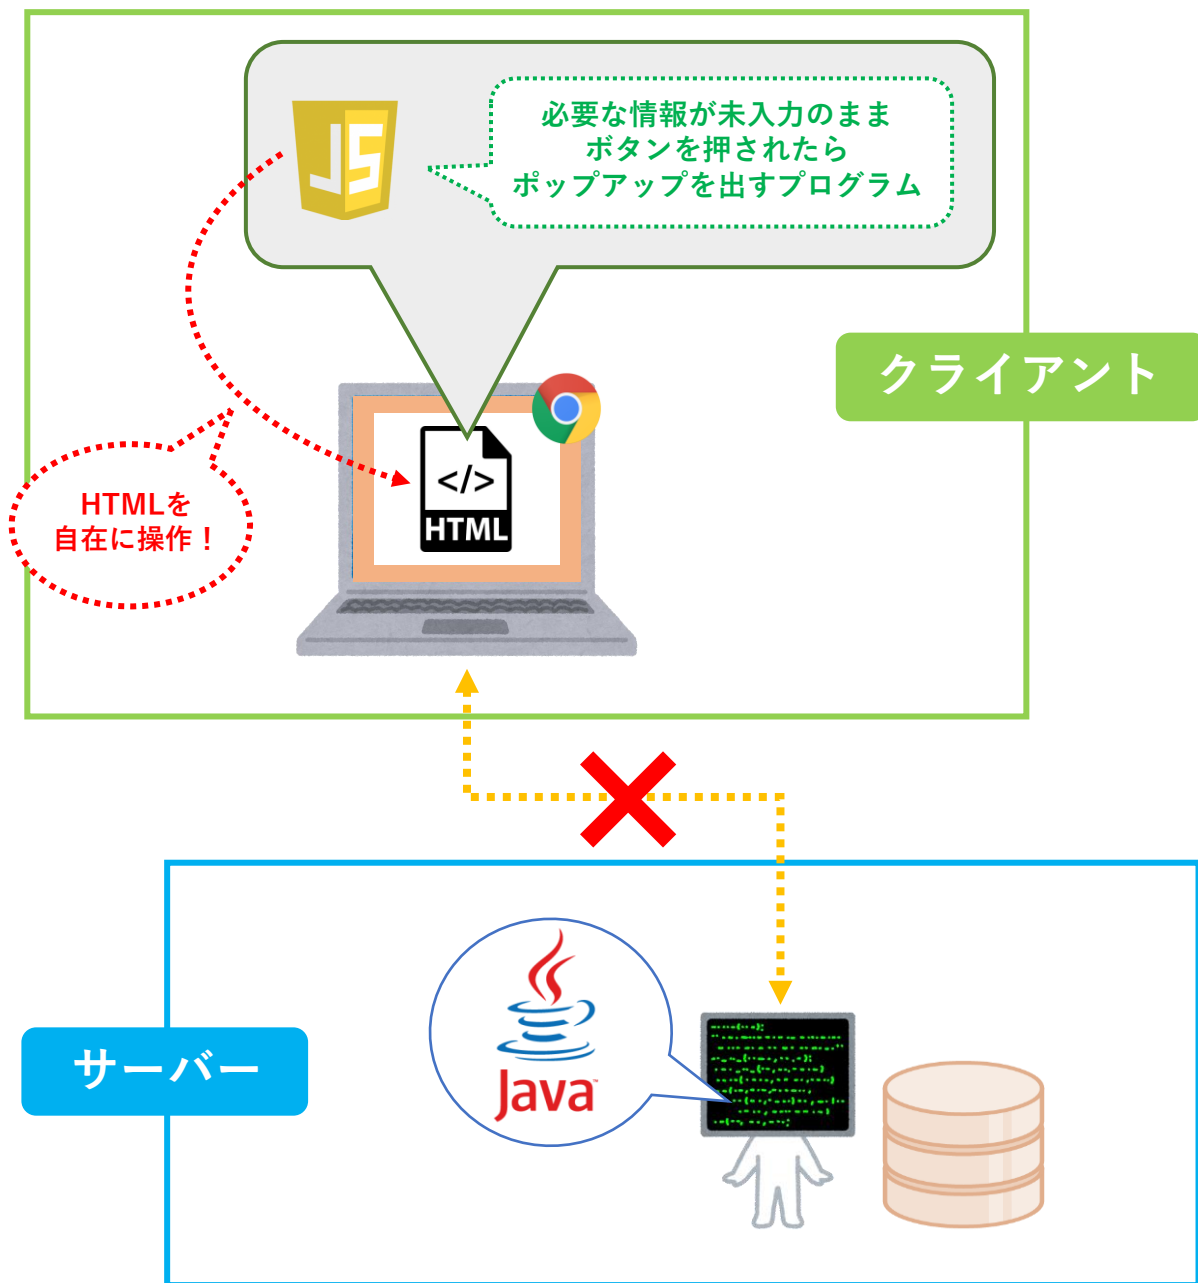 JS
必要な情報が未入力のまま
ボタンを押されたら
ポップアップを出すプログラム
クライアント
</>
HTML
HTMLを
自在に操作！
サーバー
Java